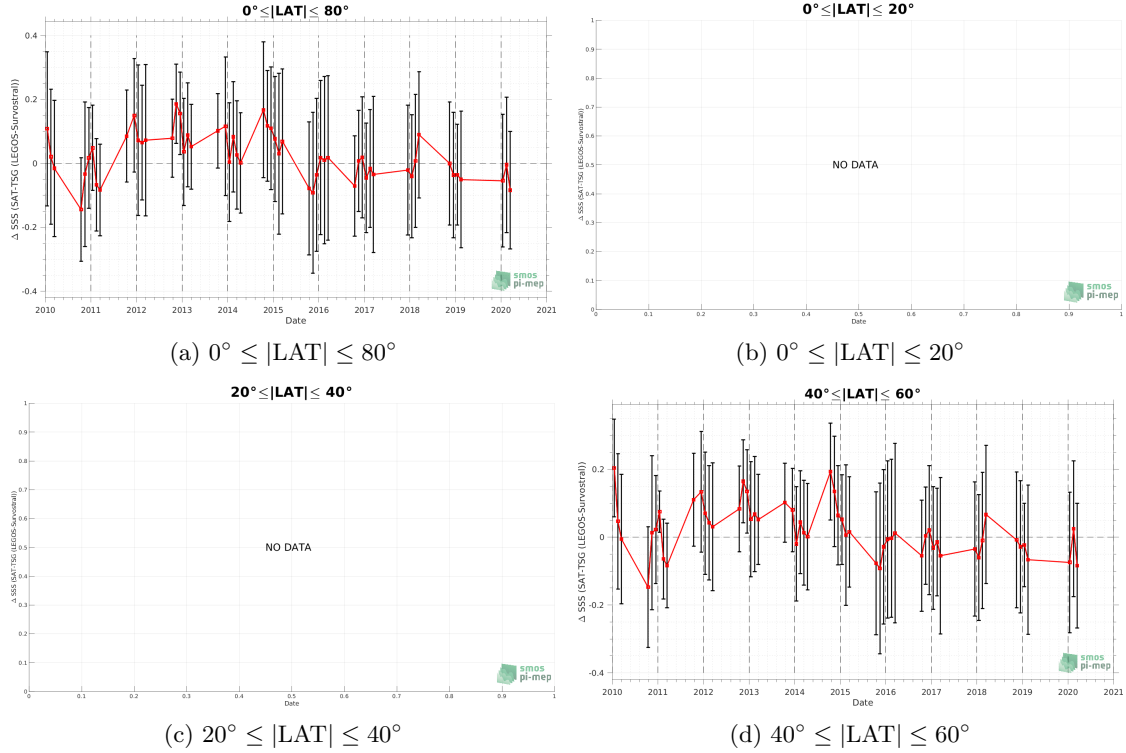 0°≤|LAT|≤ 80°
Δ SSS (SAT-TSG (LEGOS-Survostral))
0.4
0.2
0
-0.2
-0.4
2010 2011 2012 2013 2014 2015 2016 2017 2018 2019 2020 2021
Date
smos
pi-mep
(a) 0° ≤ |LAT| ≤ 80°
0°≤|LAT|≤ 20°
Δ SSS (SAT-TSG (LEGOS-Survostral))
1
0.9
0.8
0.7
0.6
0.5
0.4
0.3
0.2
0.1
0
NO DATA
0 0.1 0.2 0.3 0.4 0.5 0.6 0.7 0.8 0.9 1
Date
smos
pi-mep
(b) 0° ≤ |LAT| ≤ 20°
20°≤|LAT|≤ 40°
Δ SSS (SAT-TSG (LEGOS-Survostral))
1
0.9
0.8
0.7
0.6
0.5
0.4
0.3
0.2
0.1
0
NO DATA
0 0.1 0.2 0.3 0.4 0.5 0.6 0.7 0.8 0.9 1
Date
smos
pi-mep
(c) 20° ≤ |LAT| ≤ 40°
40°≤|LAT|≤ 60°
Δ SSS (SAT-TSG (LEGOS-Survostral))
0.2
0
-0.2
-0.4
2010 2011 2012 2013 2014 2015 2016 2017 2018 2019 2020 2021
Date
smos
pi-mep
(d) 40° ≤ |LAT| ≤ 60°